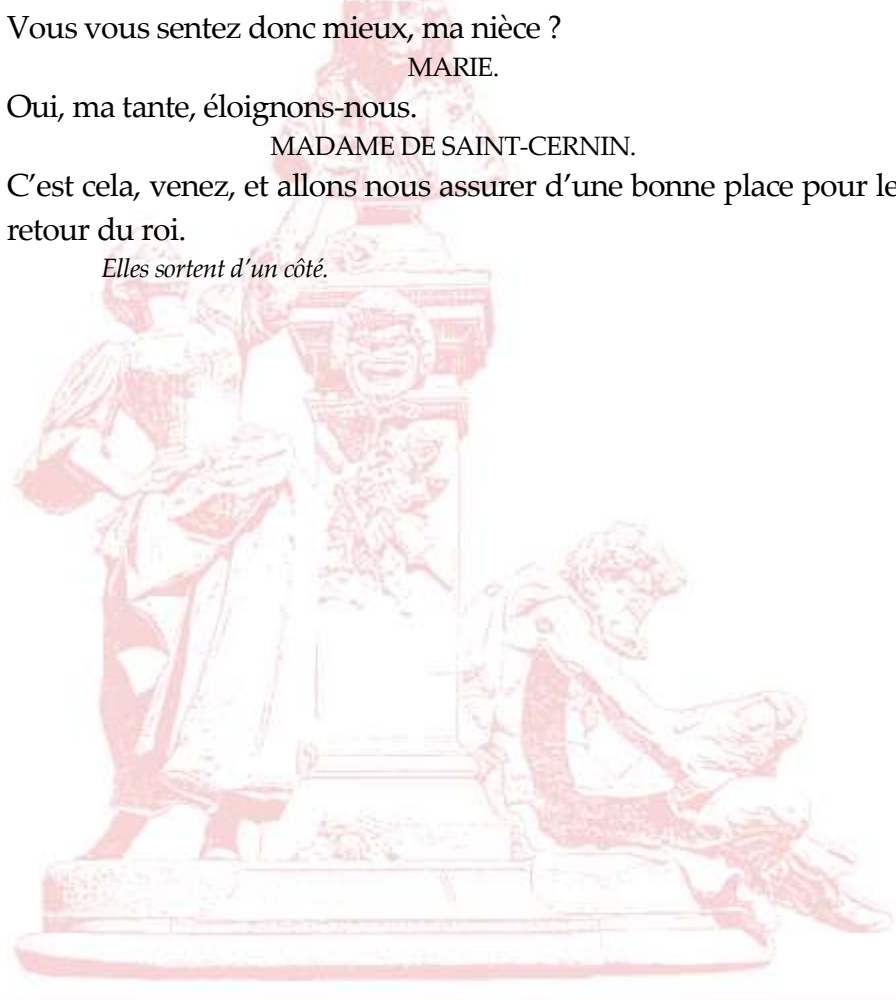 Vous vous sentez donc mieux, ma nièce ?
MARIE.
Oui, ma tante, éloignons-nous.
MADAME DE SAINT-CERNIN.
C’est cela, venez, et allons nous assurer d’une bonne place pour le
retour du roi.
Elles sortent d’un côté.